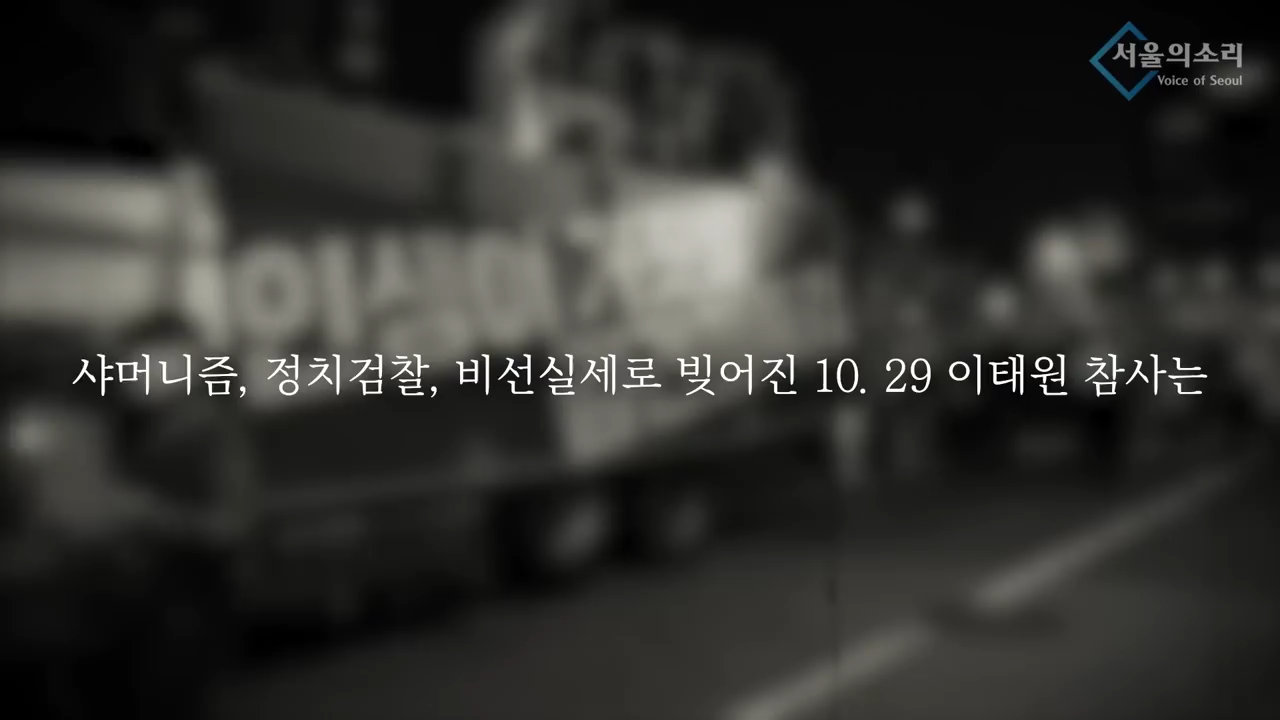 서울의소리
Voice of Seoul
샤머니즘, 정치검찰, 비선실세로 빚어진 10. 29 이태원 참사는